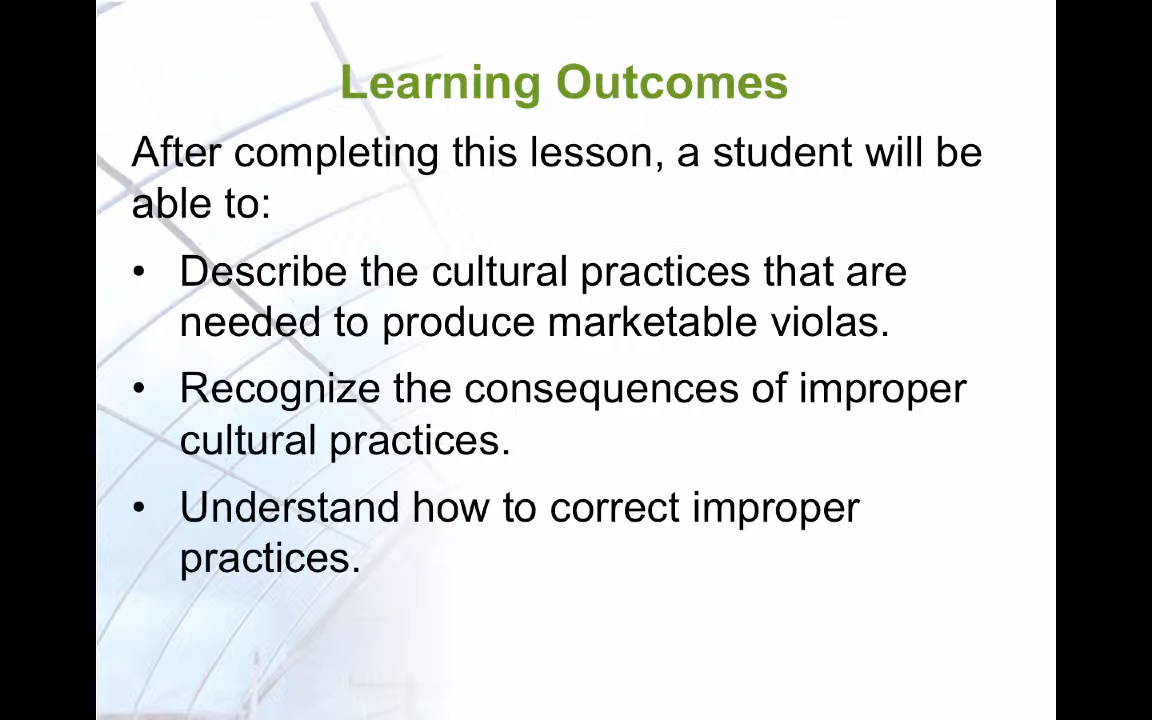 Learning Outcomes
After completing this lesson, a student will be
able to:
• Describe the cultural practices that are
needed to produce marketable violas.
• Recognize the consequences of improper
cultural practices.
• Understand how to correct improper
practices.